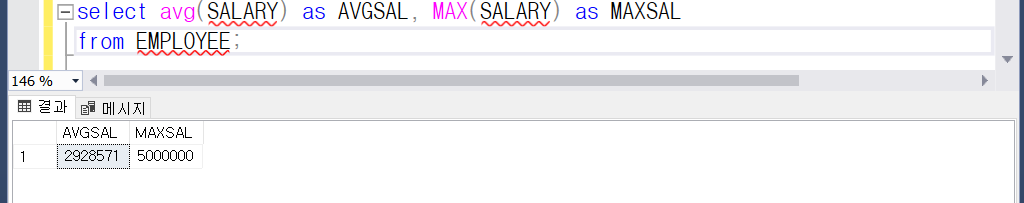 select avg(SALARY) as AVGSAL, MAX(SALARY) as MAXSAL
from EMPLOYEE;
146 %
결과 메시지
AVGSAL MAXSAL
1 2928571 5000000